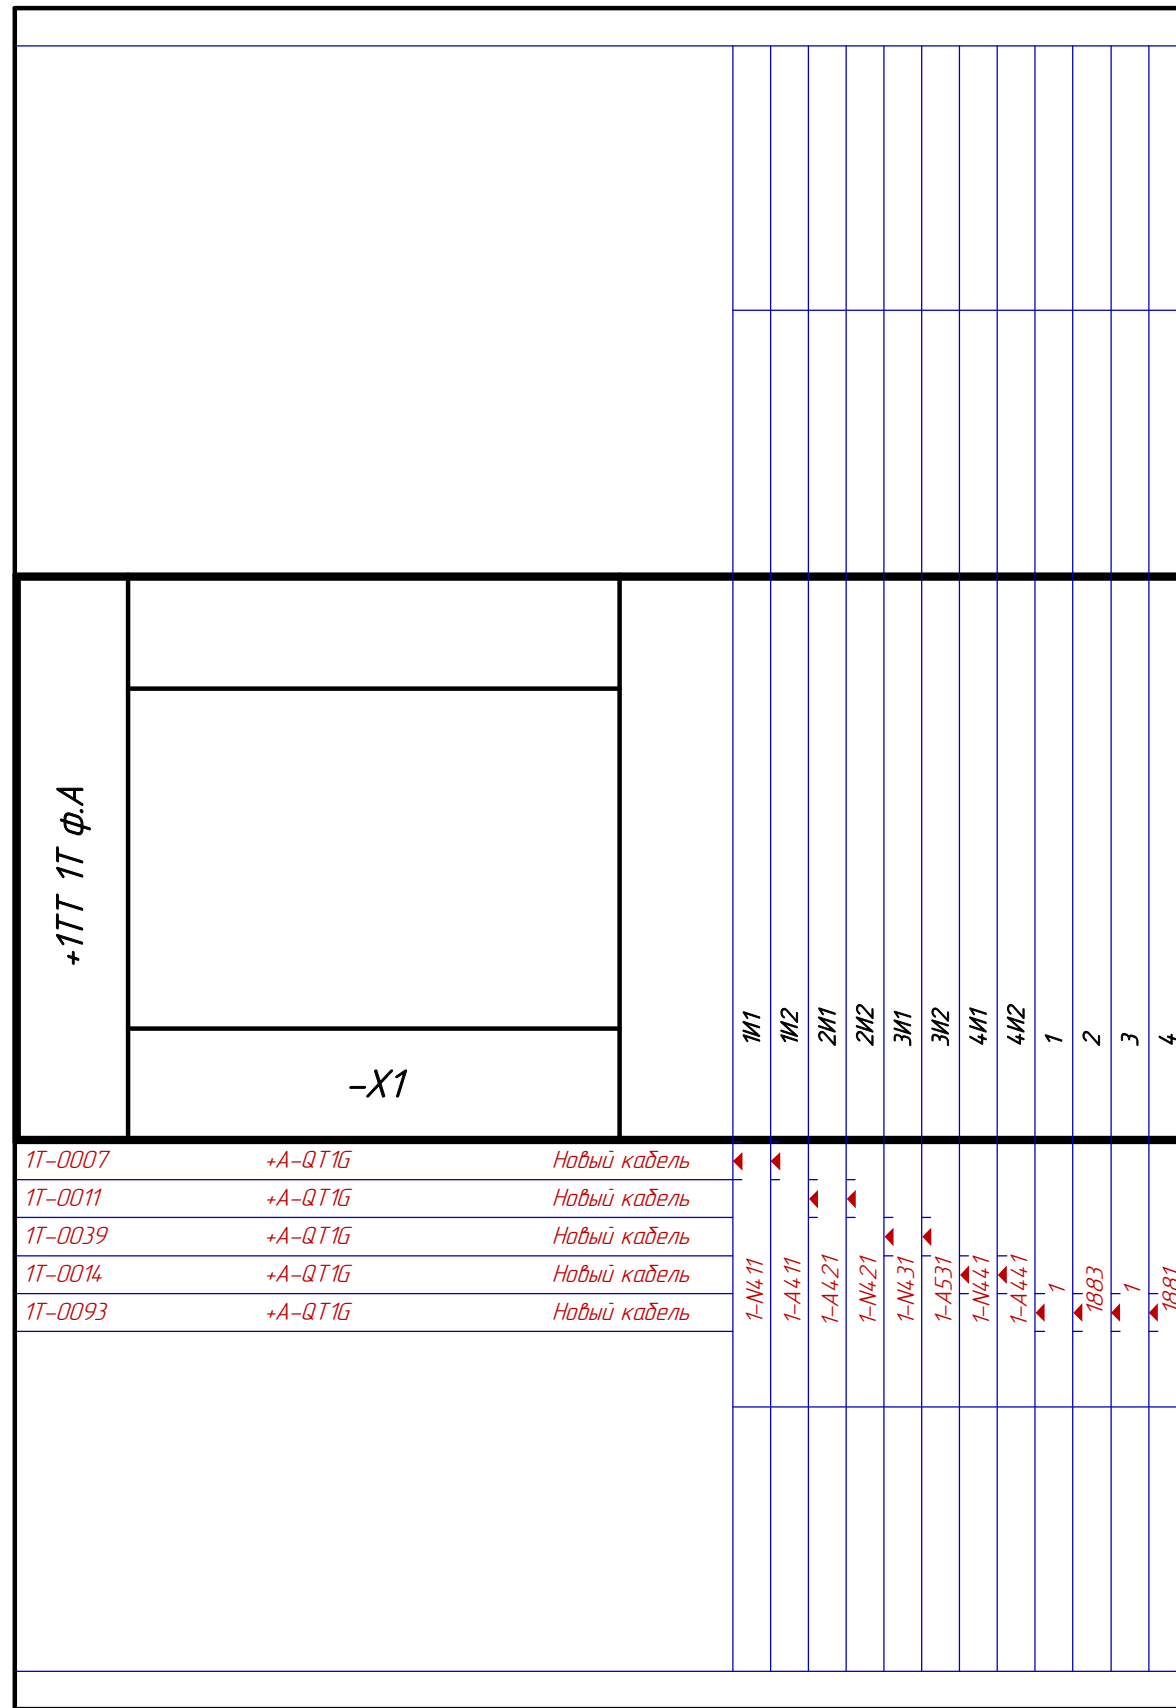 +1ТТ 1Т ф.А
-X1
1И1
1И2
2И1
2И2
3И1
3И2
4И1
4И2
1
2
3
4
1Т-0007 +A-QT1G Новый кабель
1Т-0011 +A-QT1G Новый кабель
1Т-0039 +A-QT1G Новый кабель
1Т-0014 +A-QT1G Новый кабель
1Т-0093 +A-QT1G Новый кабель
1-N411
1-A411
1-A421
1-N421
1-N431
1-A531
1-N441
1-A441
1
1883
1
1881